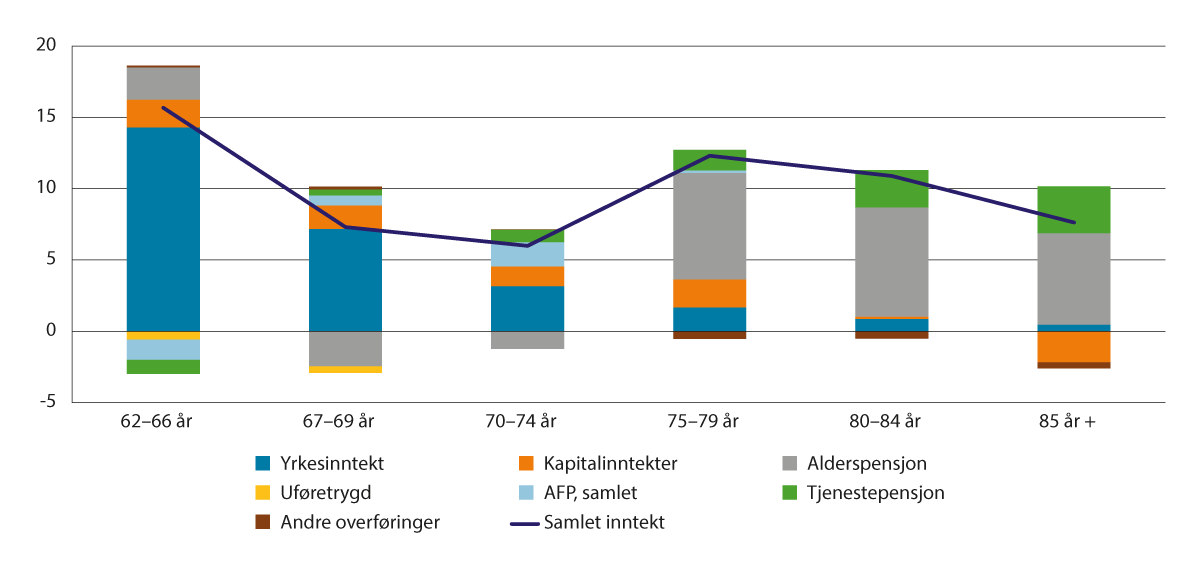 20
15
10
5
0
-5
62–66 år 67–69 år 70–74 år 75–79 år 80–84 år 85 år +
Yrkesinntekt Kapitalinntekter Alderspensjon
Uføretrygd AFP, samlet Tjenestepensjon
Andre overføringer Samlet inntekt